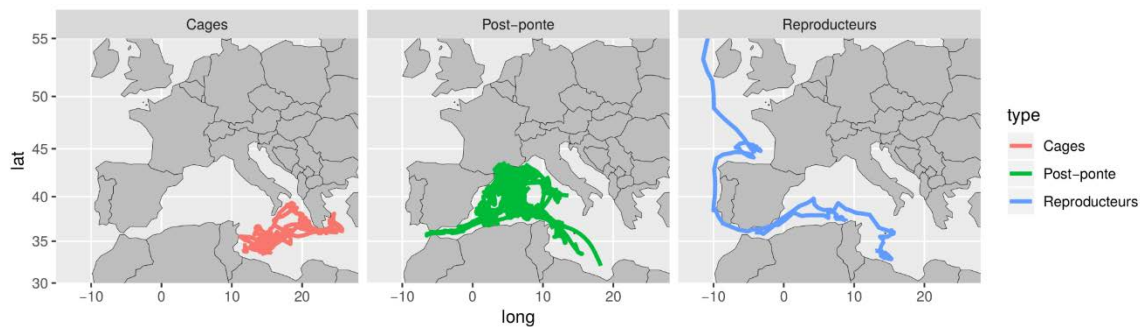 Cages
Post−ponte
Reproducteurs
55
50
45
40
35
30
lat
−10 0 10 20
−10 0 10 20
−10 0 10 20
long
type
Cages
Post−ponte
Reproducteurs